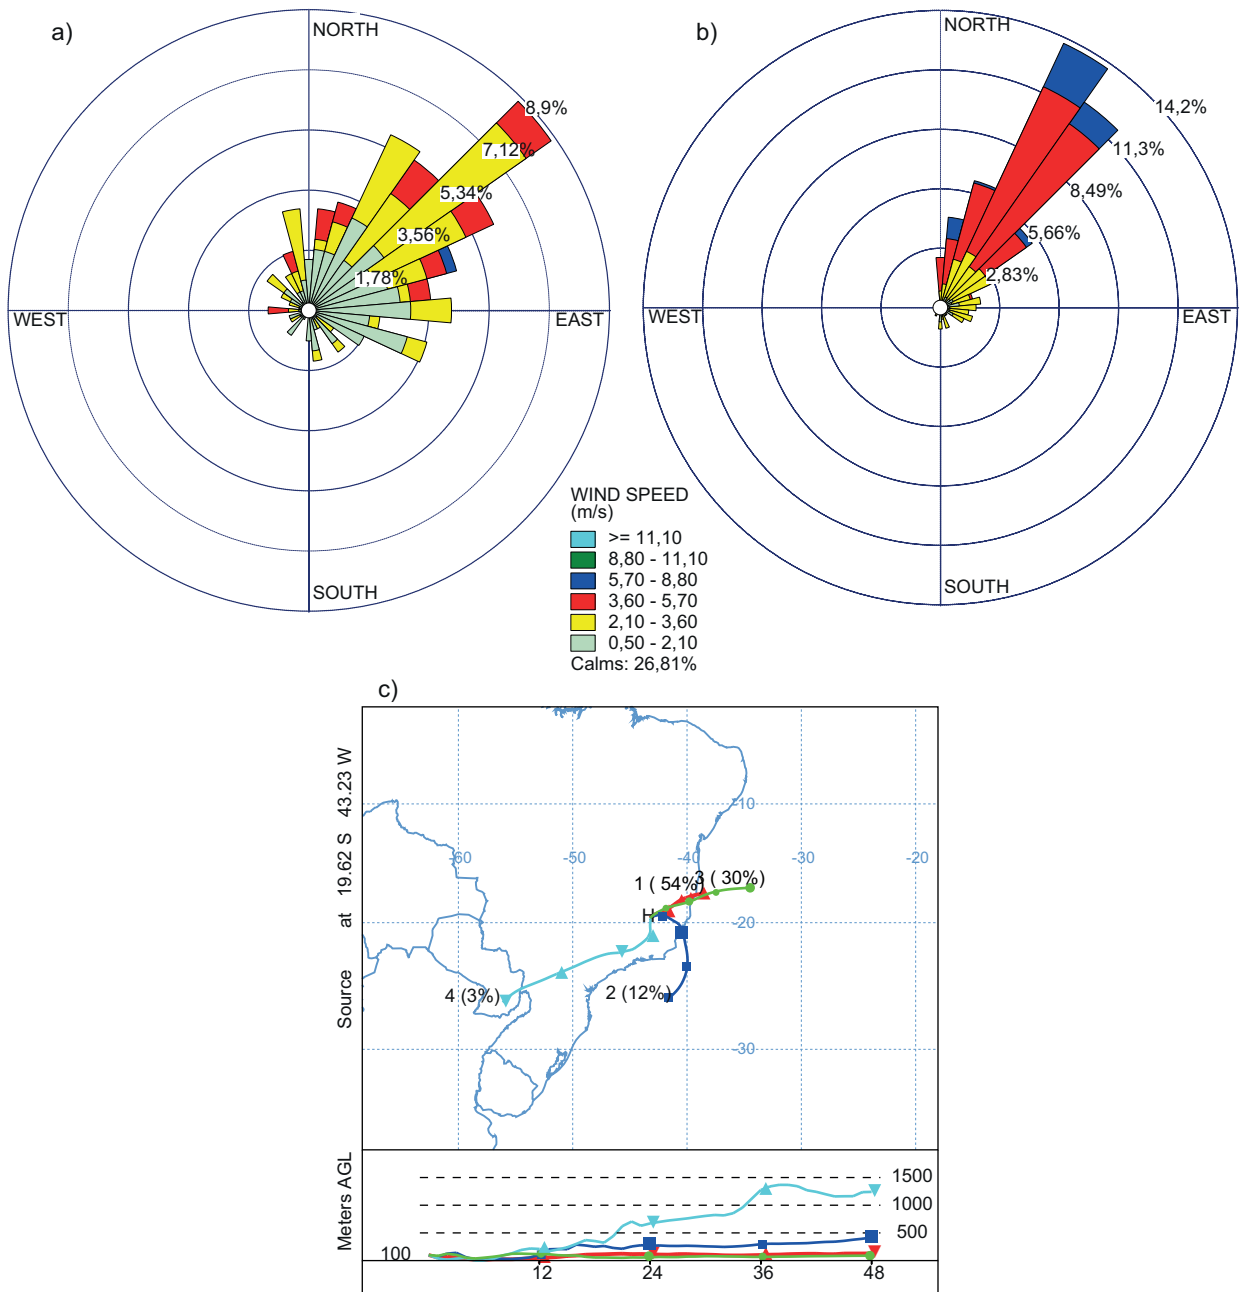 a)
NORTH
8,9%
7,12%
5,34%
3,56%
1,78%
WEST
EAST
SOUTH
b)
NORTH
14,2%
11,3%
8,49%
5,66%
2,83%
WEST
EAST
SOUTH
WIND SPEED
(m/s)
>= 11,10
8,80 - 11,10
5,70 - 8,80
3,60 - 5,70
2,10 - 3,60
0,50 - 2,10
Calms: 26,81%
c)
Source at 19.62 S 43.23 W
-10
-60
-50
-40
-30
-20
1 ( 54%)
3 ( 30%)
H
-20
4 (3%)
2 (12%)
-30
Meters AGL
1500
1000
500
100
12
24
36
48